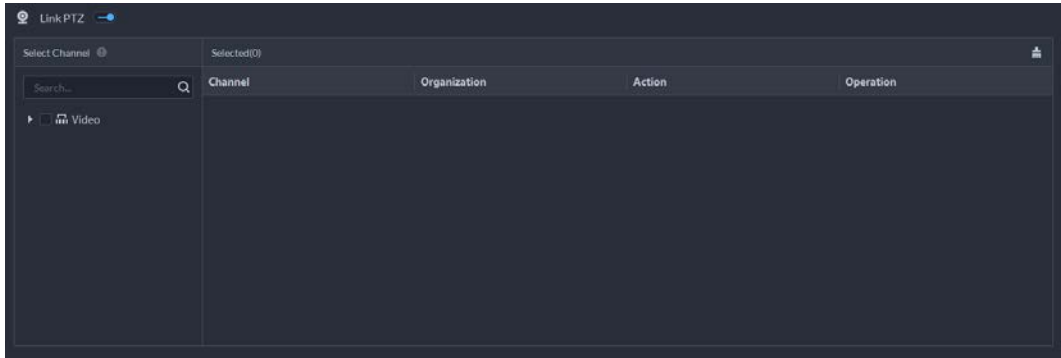 Link PTZ
Select Channel
Selected(0)
Search...
Channel
Organization
Action
Operation
Video